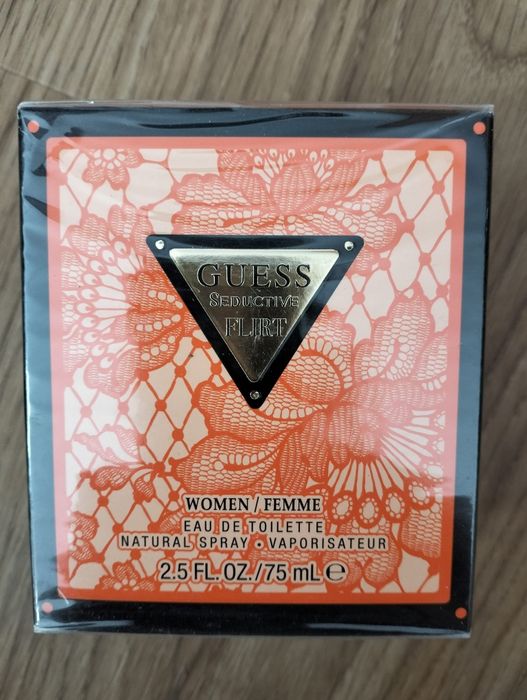 GUESS
SEDUCTIVE
FLIRT
WOMEN / FEMME
EAU DE TOILETTE
NATURAL SPRAY • VAPORISATEUR
2.5 FL. OZ./75 mL ℮